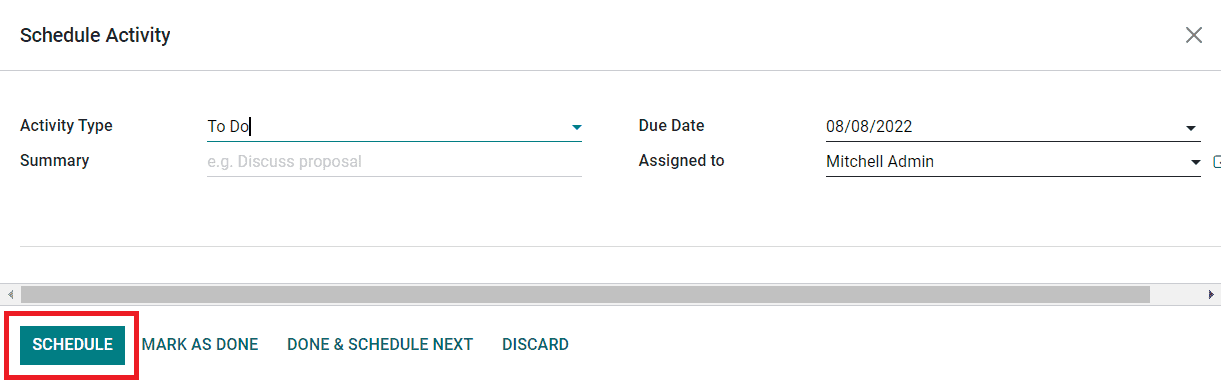 Schedule Activity
Activity Type To Do Due Date 08/08/2022
Summary e.g. Discuss proposal Assigned to Mitchell Admin
SCHEDULE MARK AS DONE DONE & SCHEDULE NEXT DISCARD